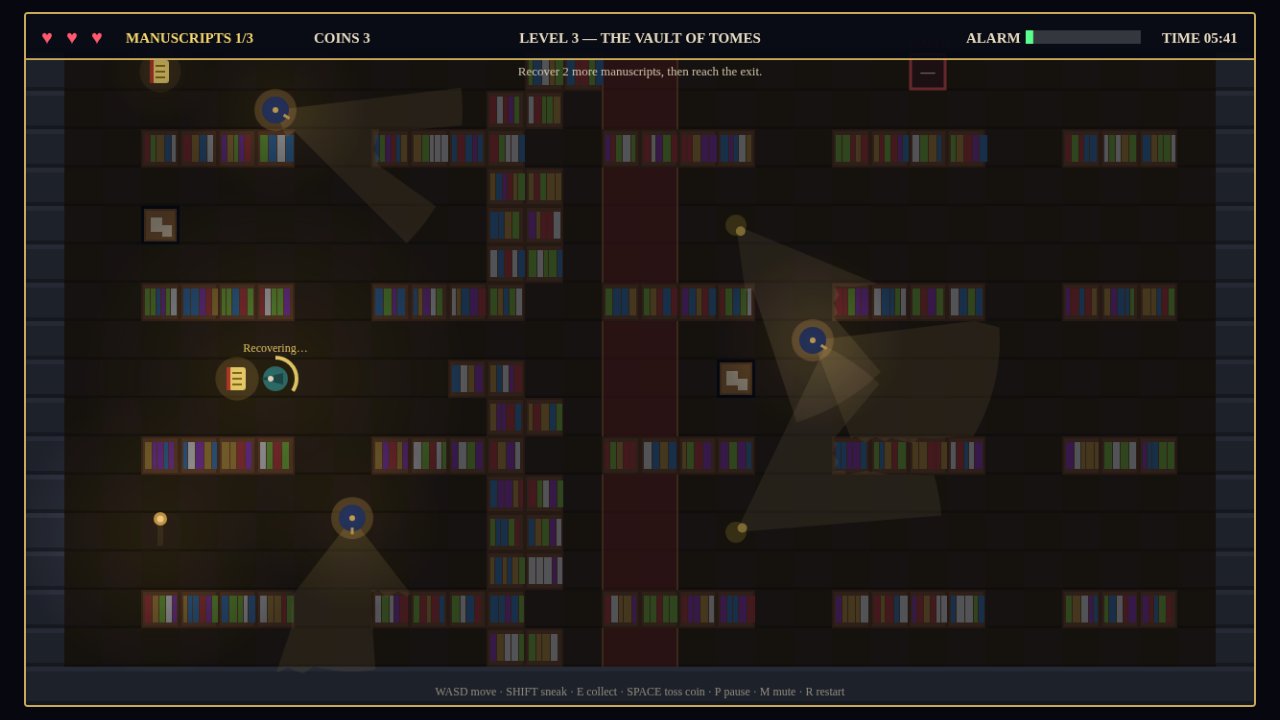 ♥ ♥ ♥ MANUSCRIPTS 1/3 COINS 3 LEVEL 3 — THE VAULT OF TOMES ALARM TIME 05:41
Recover 2 more manuscripts, then reach the exit.
Recovering…
WASD move · SHIFT sneak · E collect · SPACE toss coin · P pause · M mute · R restart